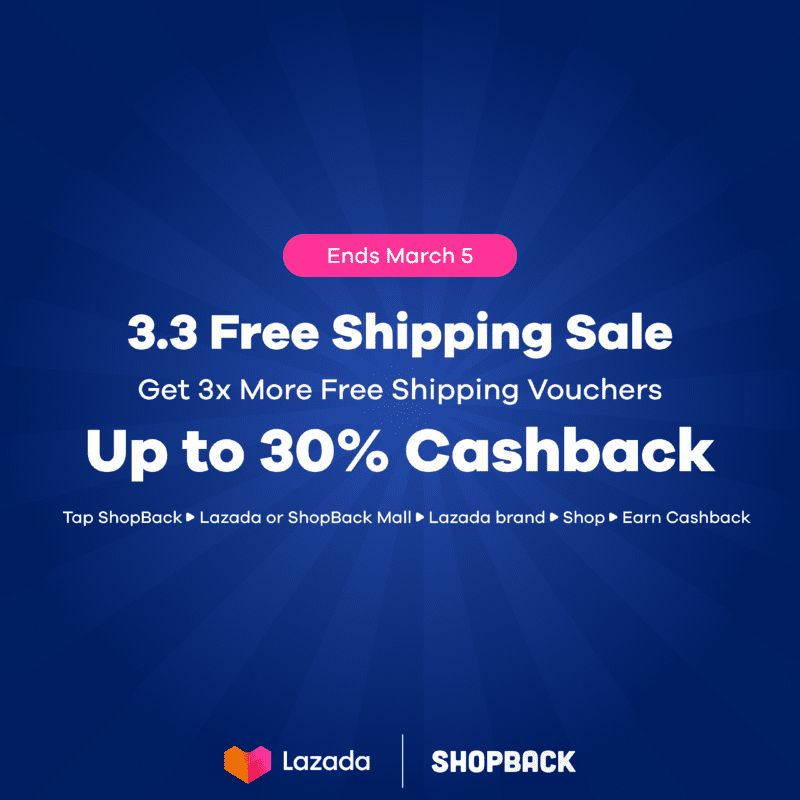 Ends March 5
3.3 Free Shipping Sale
Get 3x More Free Shipping Vouchers
Up to 30% Cashback
Tap ShopBack ▶ Lazada or ShopBack Mall ▶ Lazada brand ▶ Shop ▶ Earn Cashback
Lazada | SHOPBACK